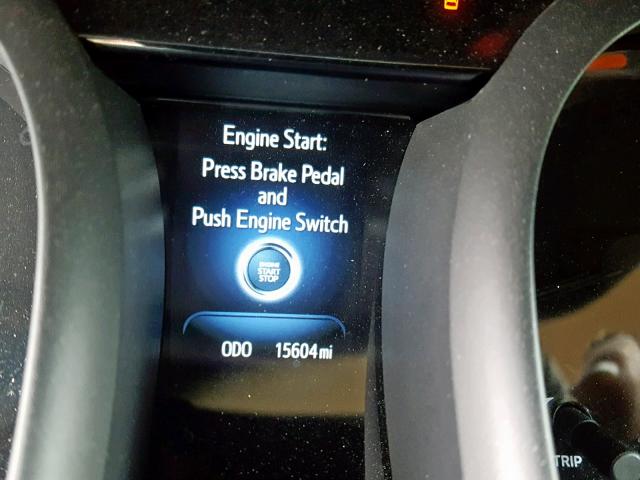 Engine Start:
Press Brake Pedal
and
Push Engine Switch
ENGINE
START
STOP
ODO 15604 mi
TRIP